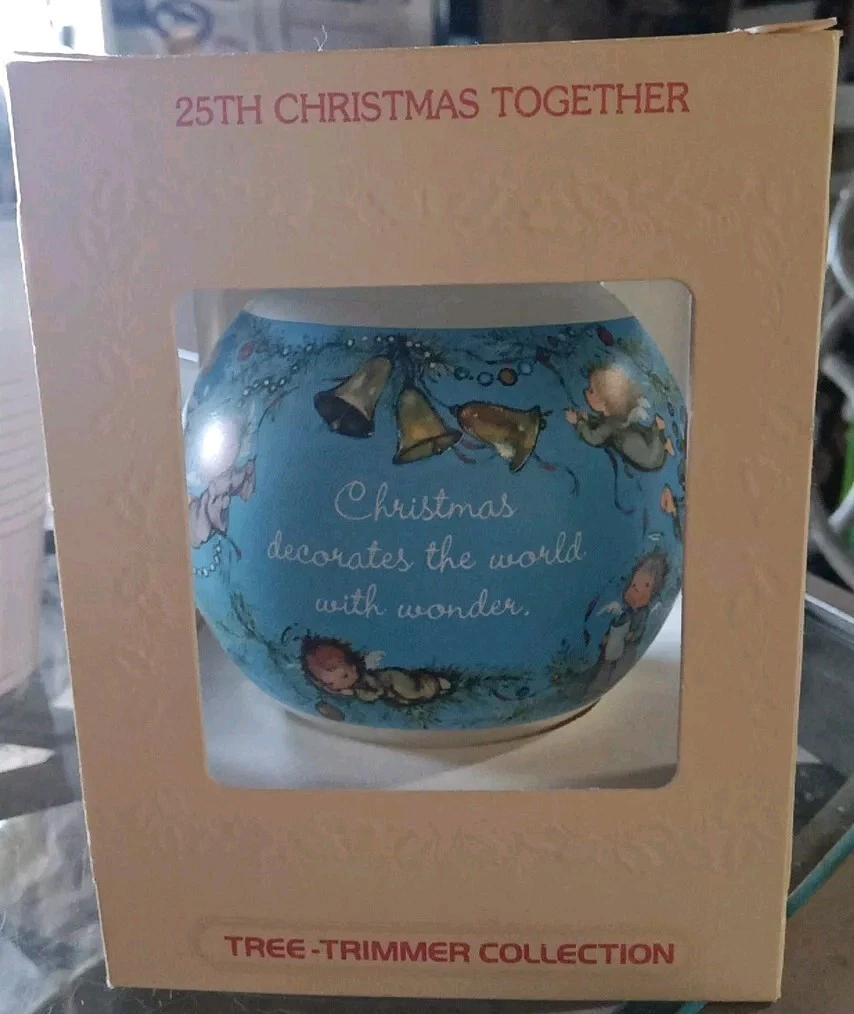 25TH CHRISTMAS TOGETHER
Christmas
decorates the world
with wonder.
TREE-TRIMMER COLLECTION